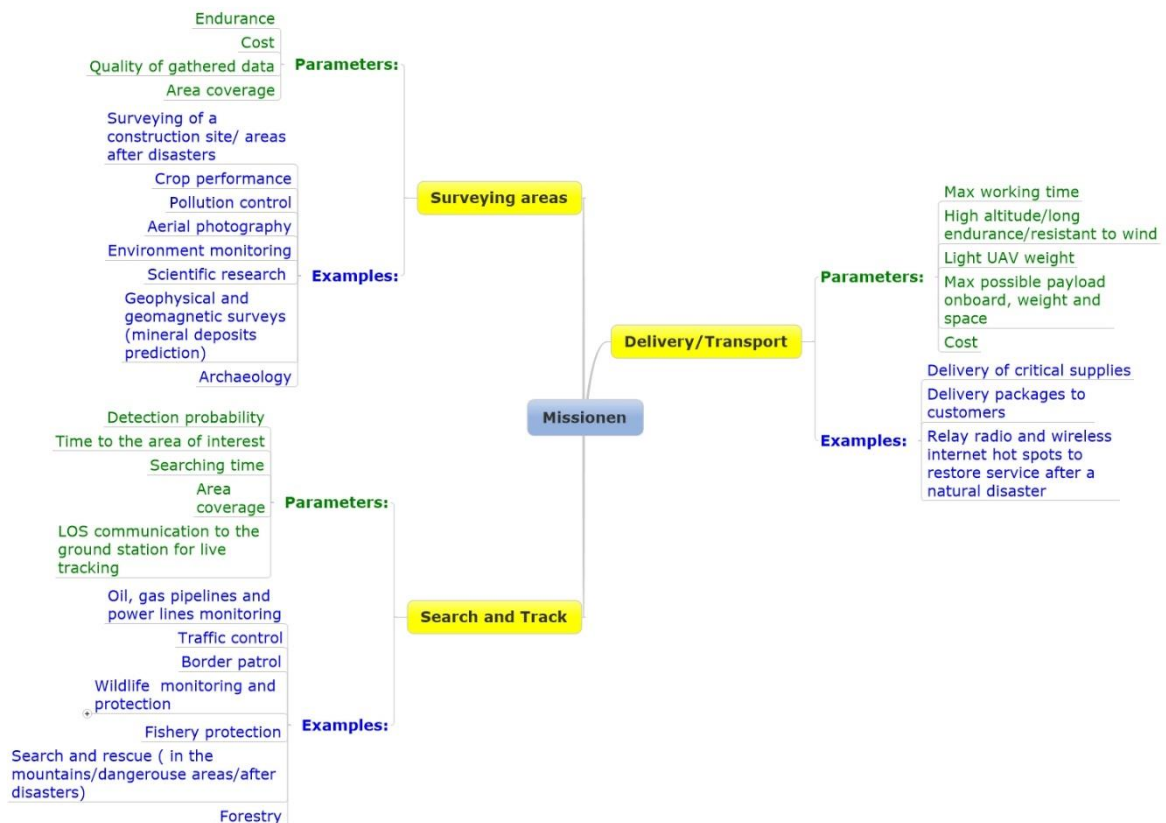 Endurance
Cost
Quality of gathered data
Area coverage
Parameters:
Surveying of a
construction site/ areas
after disasters
Crop performance
Pollution control
Aerial photography
Environment monitoring
Scientific research
Geophysical and
geomagnetic surveys
(mineral deposits
prediction)
Archaeology
Examples:
Surveying areas
Detection probability
Time to the area of interest
Searching time
Area
coverage
LOS communication to the
ground station for live
tracking
Parameters:
Oil, gas pipelines and
power lines monitoring
Traffic control
Border patrol
Wildlife monitoring and
protection
Fishery protection
Search and rescue ( in the
mountains/dangerouse areas/after
disasters)
Forestry
Examples:
Search and Track
Missionen
Delivery/Transport
Parameters:
Max working time
High altitude/long
endurance/resistant to wind
Light UAV weight
Max possible payload
onboard, weight and
space
Cost
Examples:
Delivery of critical supplies
Delivery packages to
customers
Relay radio and wireless
internet hot spots to
restore service after a
natural disaster